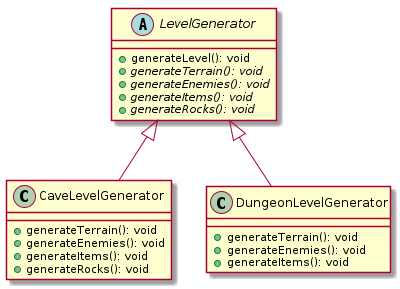 A LevelGenerator
generateLevel(): void
generateTerrain(): void
generateEnemies(): void
generateItems(): void
generateRocks(): void
C CaveLevelGenerator
generateTerrain(): void
generateEnemies(): void
generateItems(): void
generateRocks(): void
C DungeonLevelGenerator
generateTerrain(): void
generateEnemies(): void
generateItems(): void